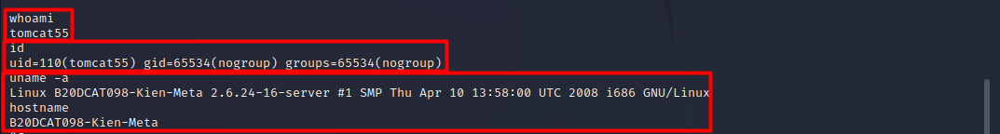 whoami
tomcat55
id
uid=110(tomcat55) gid=65534(nogroup) groups=65534(nogroup)
uname -a
Linux B20DCAT098-Kien-Meta 2.6.24-16-server #1 SMP Thu Apr 10 13:58:00 UTC 2008 i686 GNU/Linux
hostname
B20DCAT098-Kien-Meta